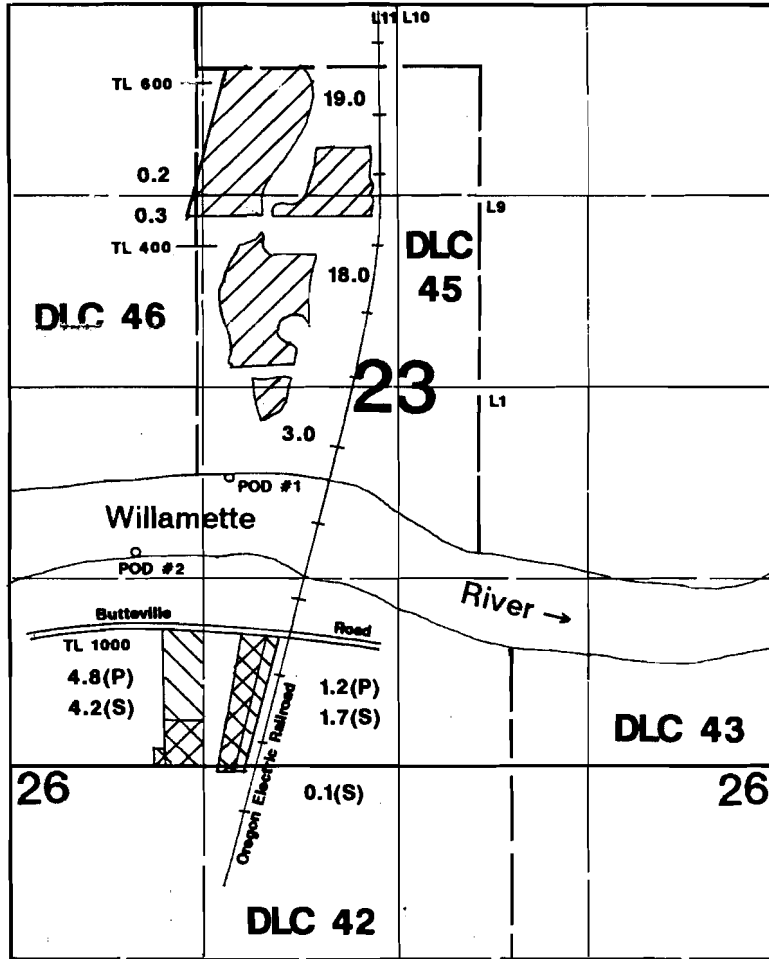 L11 L10
TL 600
19.0
0.2
0.3
L9
TL 400
DLC
45
18.0
DLC 46
23
L1
3.0
POD #1
Willamette
POD #2
River →
Butteville Road
TL 1000
4.8(P)
4.2(S)
1.2(P)
1.7(S)
DLC 43
Oregon Electric Railroad
26
26
0.1(S)
DLC 42